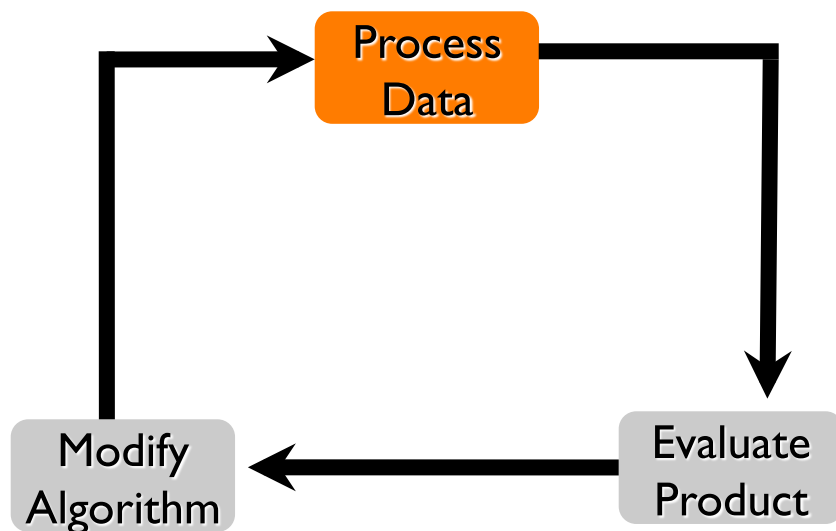 Process
Data
Modify
Algorithm
Evaluate
Product